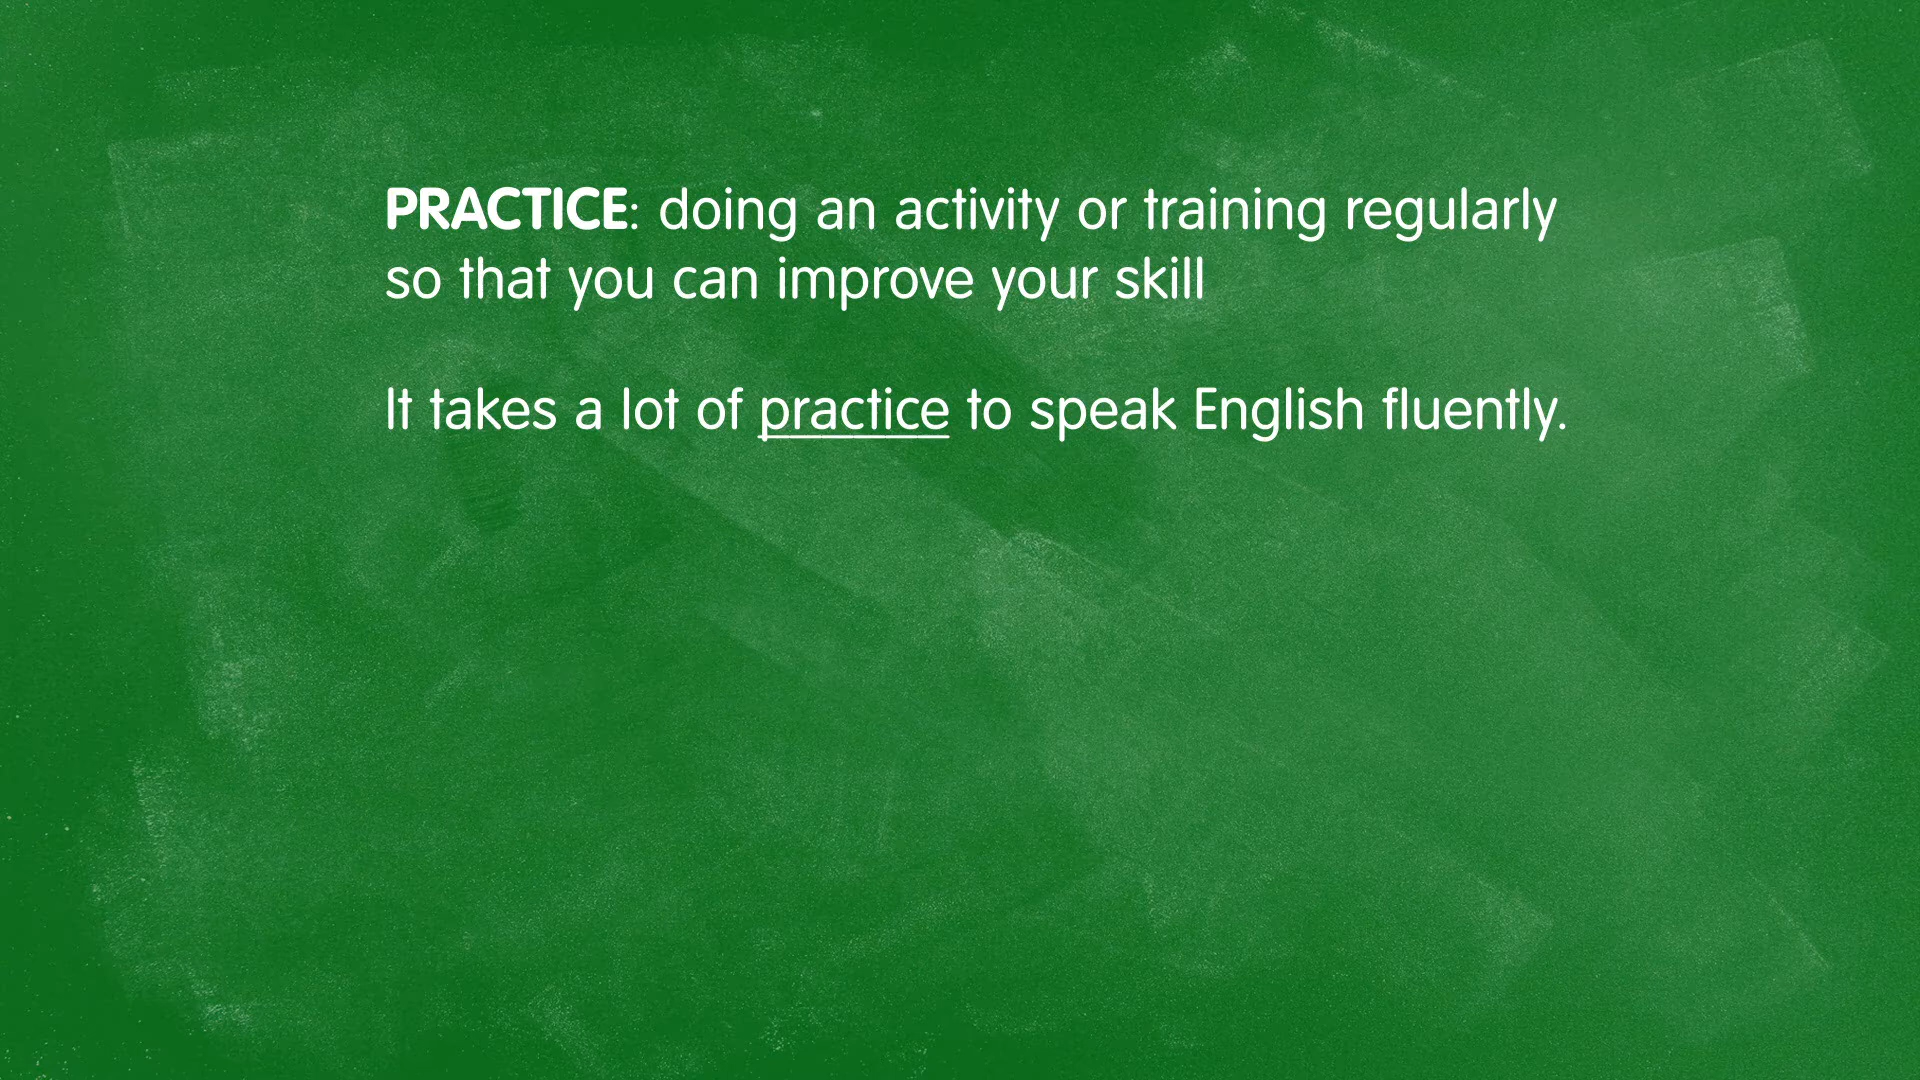 PRACTICE: doing an activity or training regularly
so that you can improve your skill
It takes a lot of practice to speak English fluently.